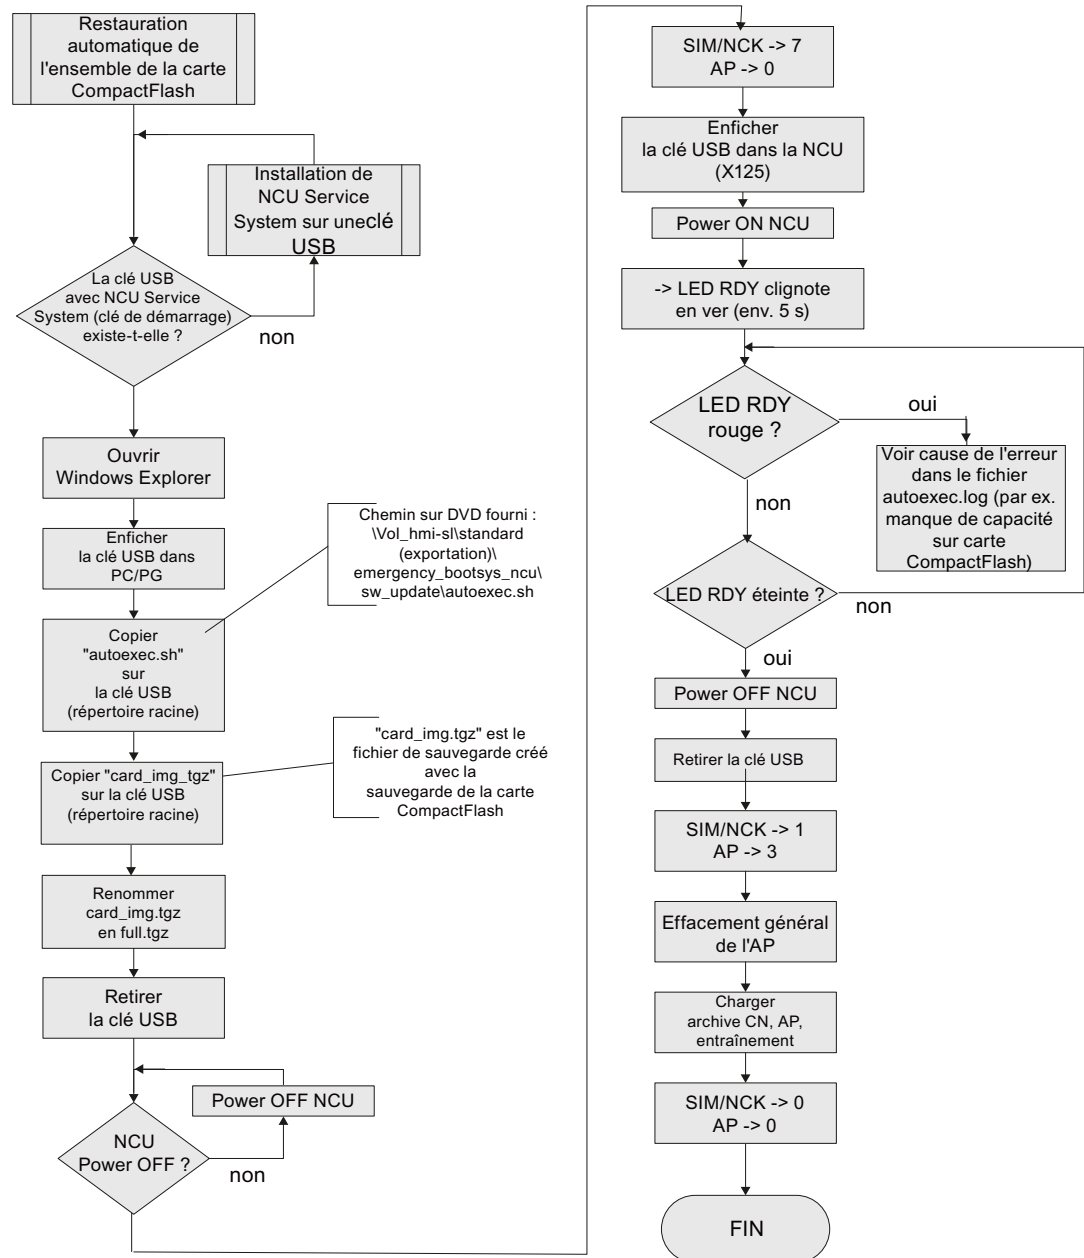 Restauration
automatique de
l'ensemble de la carte
CompactFlash
Installation de
NCU Service
System sur uneclé
USB
La clé USB
avec NCU Service
System (clé de démarrage)
existe-t-elle ?
non
Ouvrir
Windows Explorer
Enficher
la clé USB dans
PC/PG
Chemin sur DVD fourni :
\Vol_hmi-sl\standard
(exportation)\
emergency_bootsys_ncu\
sw_update\autoexec.sh
Copier
"autoexec.sh"
sur
la clé USB
(répertoire racine)
"card_img.tgz" est le
fichier de sauvegarde créé
avec la
sauvegarde de la carte
CompactFlash
Copier "card_img_tgz"
sur la clé USB
(répertoire racine)
Renommer
card_img.tgz
en full.tgz
Retirer
la clé USB
Power OFF NCU
NCU
Power OFF ?
non
SIM/NCK -> 7
AP -> 0
Enficher
la clé USB dans la NCU
(X125)
Power ON NCU
-> LED RDY clignote
en ver (env. 5 s)
LED RDY
rouge ?
oui
Voir cause de l'erreur
dans le fichier
autoexec.log (par ex.
manque de capacité
sur carte
CompactFlash)
non
LED RDY éteinte ?
non
oui
Power OFF NCU
Retirer la clé USB
SIM/NCK -> 1
AP -> 3
Effacement général
de l'AP
Charger
archive CN, AP,
entraînement
SIM/NCK -> 0
AP -> 0
FIN